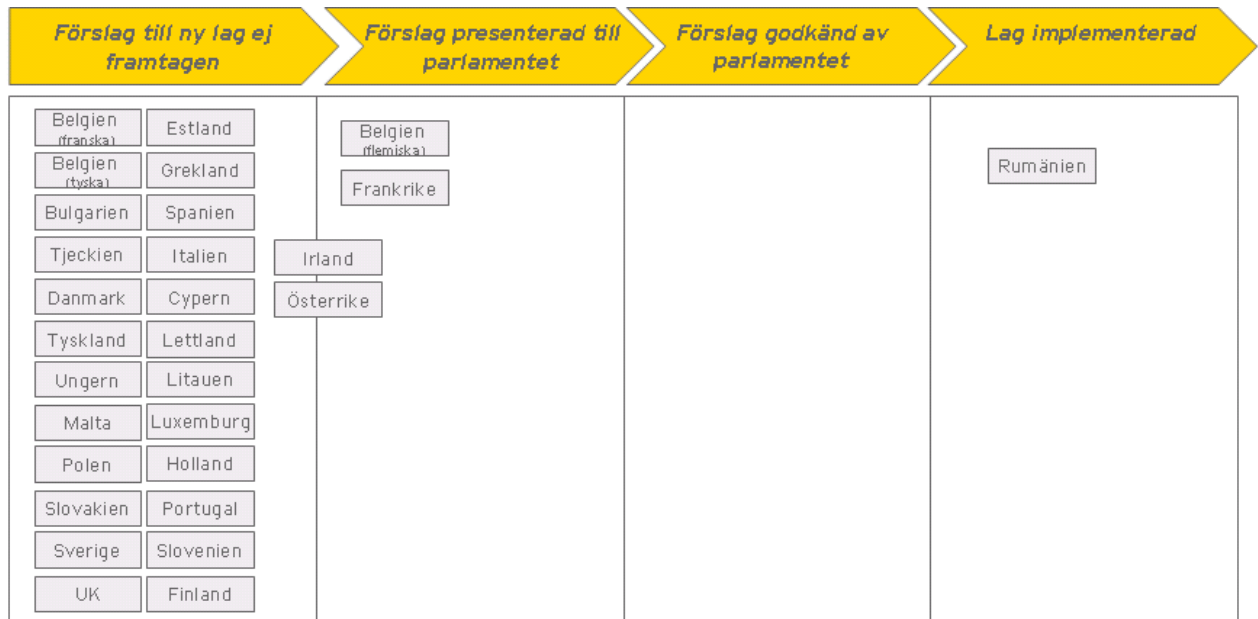 Förslag till ny lag ej
framtagen
Förslag presenterad till
parlamentet
Förslag godkänd av
parlamentet
Lag implementerad
Belgien
(franska)
Estland
Belgien
(tyska)
Grekland
Bulgarien
Spanien
Tjeckien
Italien
Danmark
Cypern
Tyskland
Lettland
Ungern
Litauen
Malta
Luxemburg
Polen
Holland
Slovakien
Portugal
Sverige
Slovenien
UK
Finland
Irland
Österrike
Belgien
(flemiska)
Frankrike
Rumänien